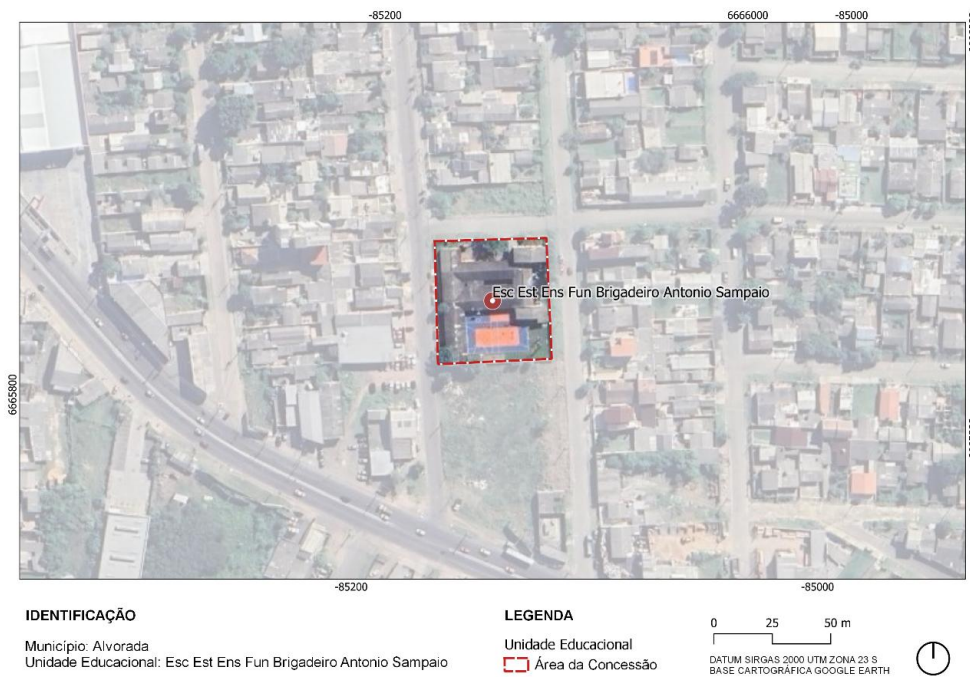 -85200
6666000
-85000
Esc Est Ens Fun Brigadeiro Antonio Sampaio
6665800
-85200
-85000
IDENTIFICAÇÃO
Município: Alvorada
Unidade Educacional: Esc Est Ens Fun Brigadeiro Antonio Sampaio
LEGENDA
Unidade Educacional
Área da Concessão
0 25 50 m
DATUM SIRGAS 2000 UTM ZONA 23 S
BASE CARTOGRÁFICA GOOGLE EARTH